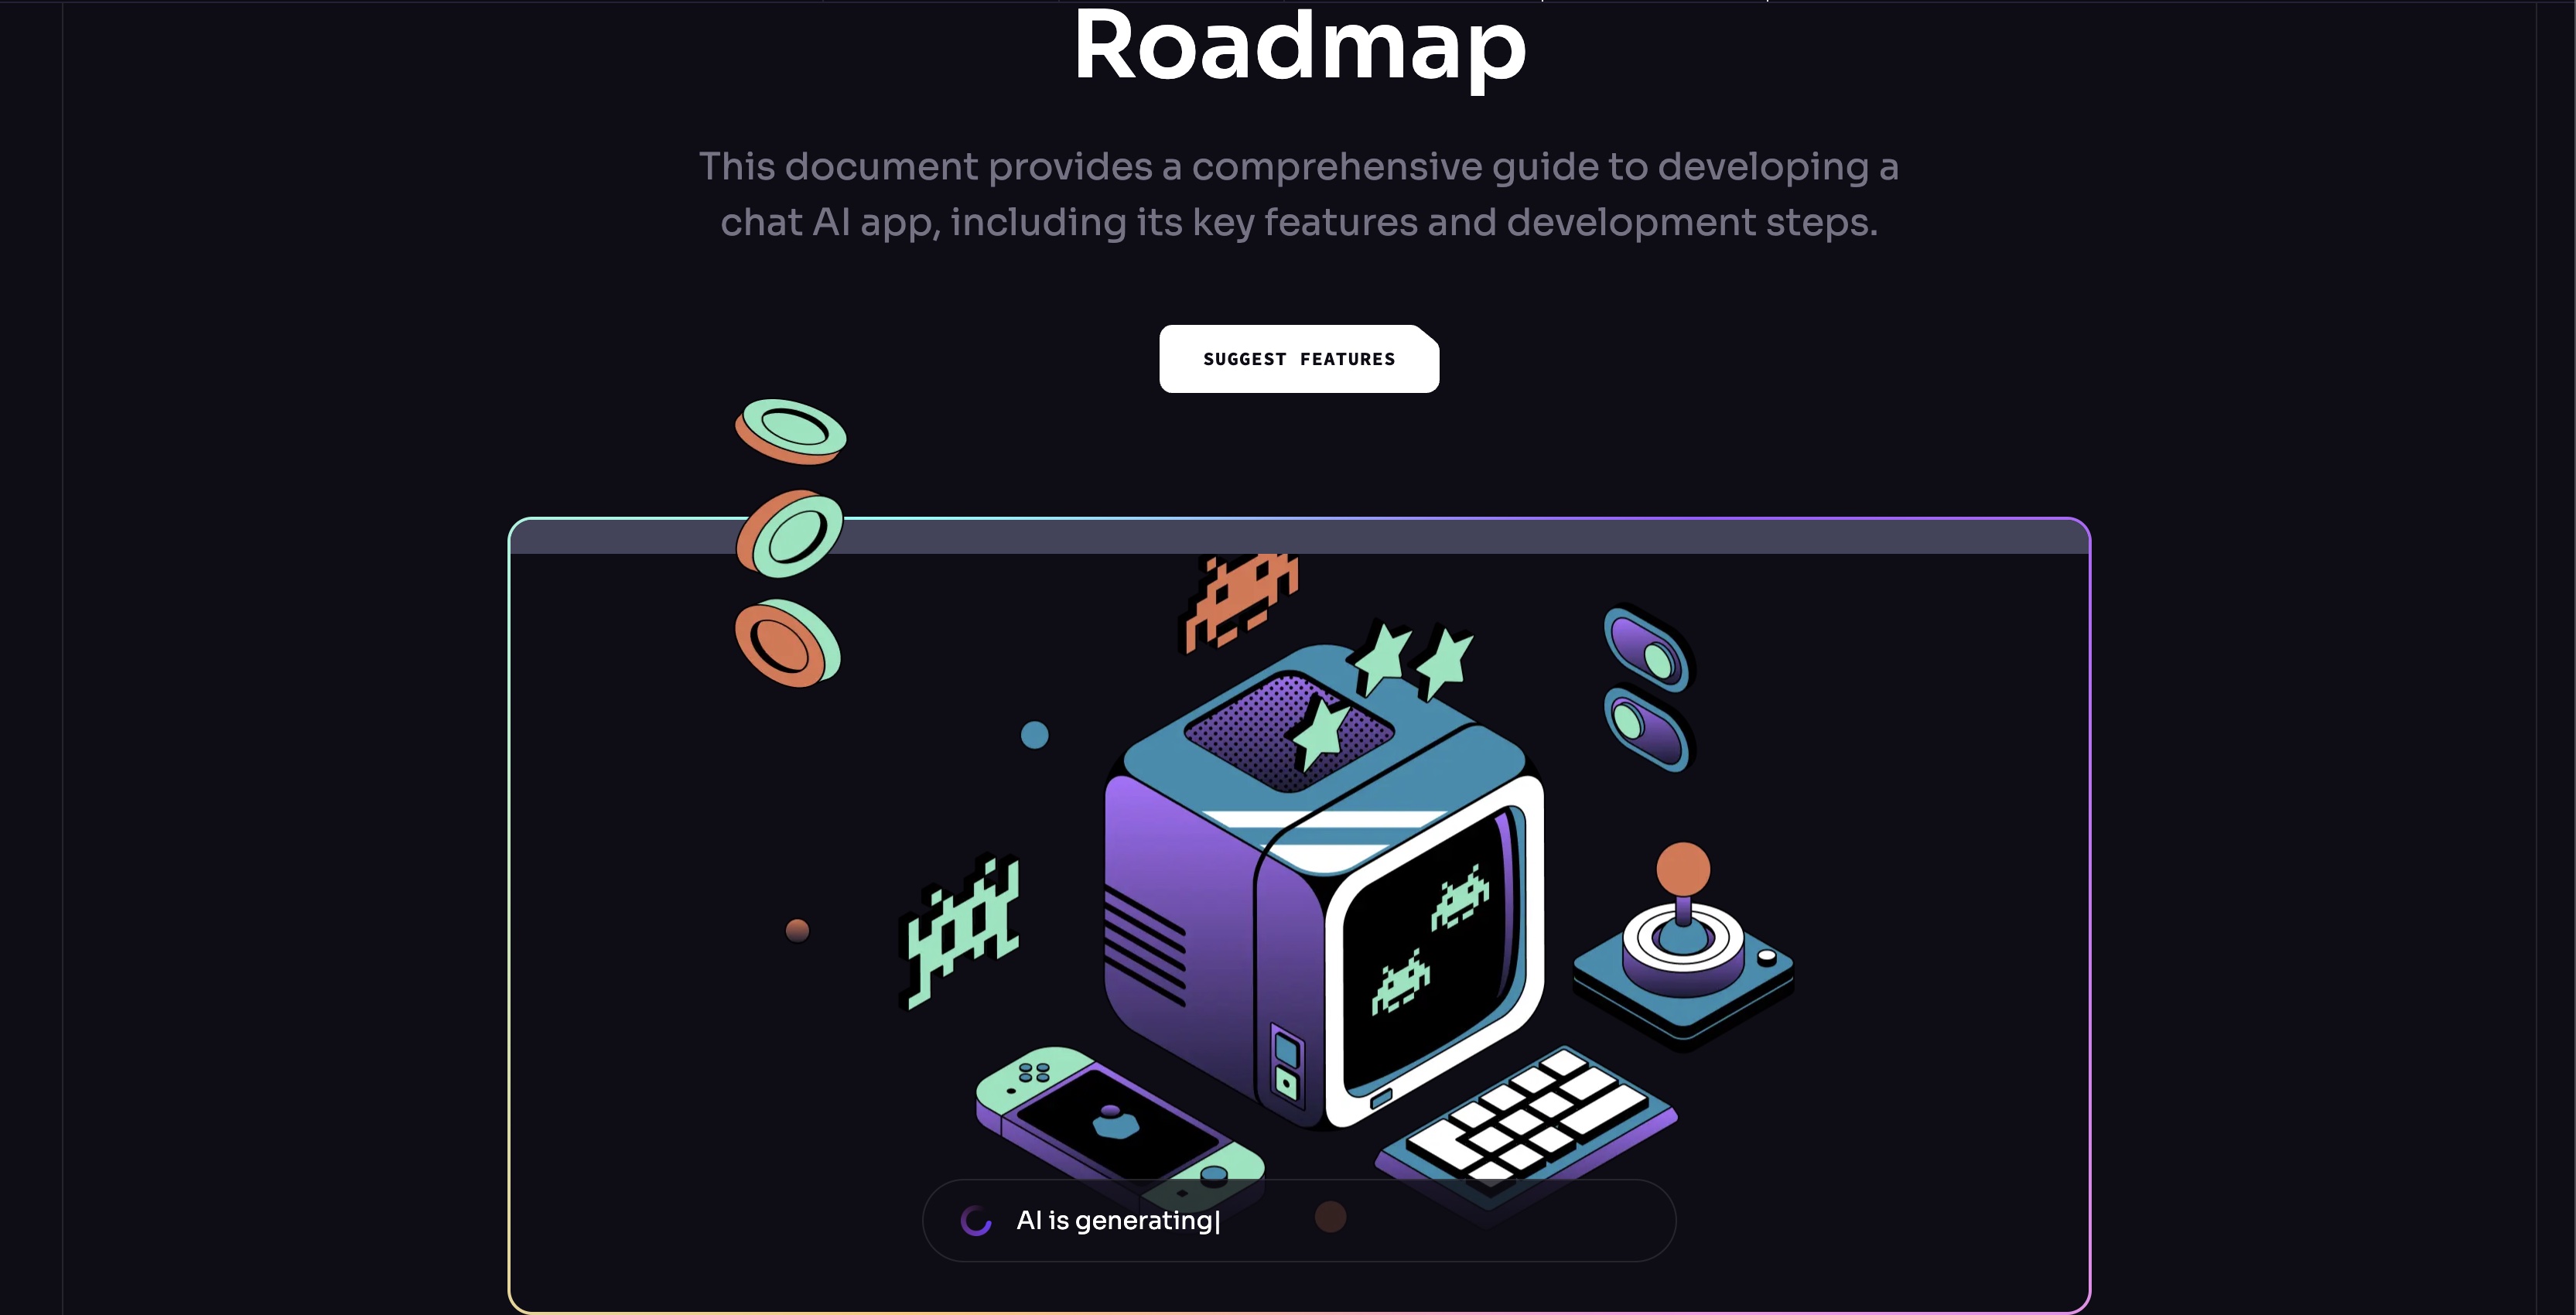 Roadmap
This document provides a comprehensive guide to developing a
chat AI app, including its key features and development steps.
SUGGEST FEATURES
AI is generating|